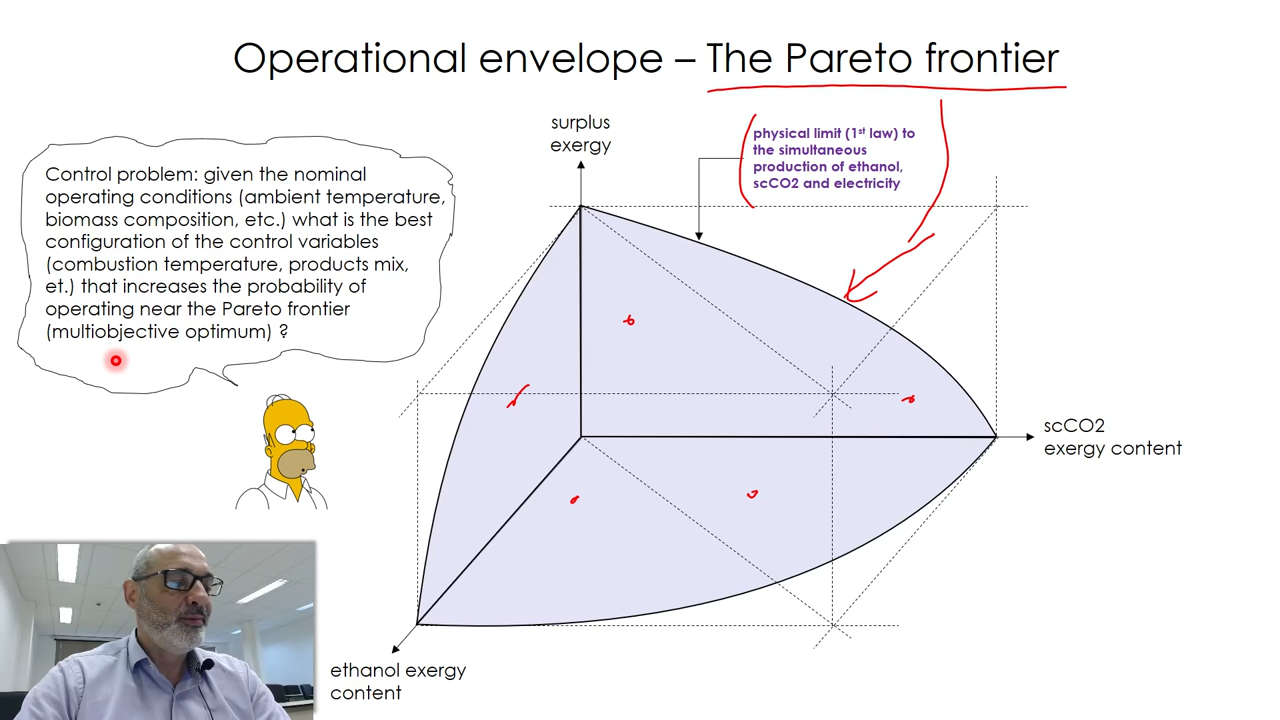 Operational envelope – The Pareto frontier
Control problem: given the nominal
operating conditions (ambient temperature,
biomass composition, etc.) what is the best
configuration of the control variables
(combustion temperature, products mix,
et.) that increases the probability of
operating near the Pareto frontier
(multiobjective optimum) ?
surplus
exergy
physical limit (1st law) to
the simultaneous
production of ethanol,
scCO2 and electricity
scCO2
exergy content
ethanol exergy
content